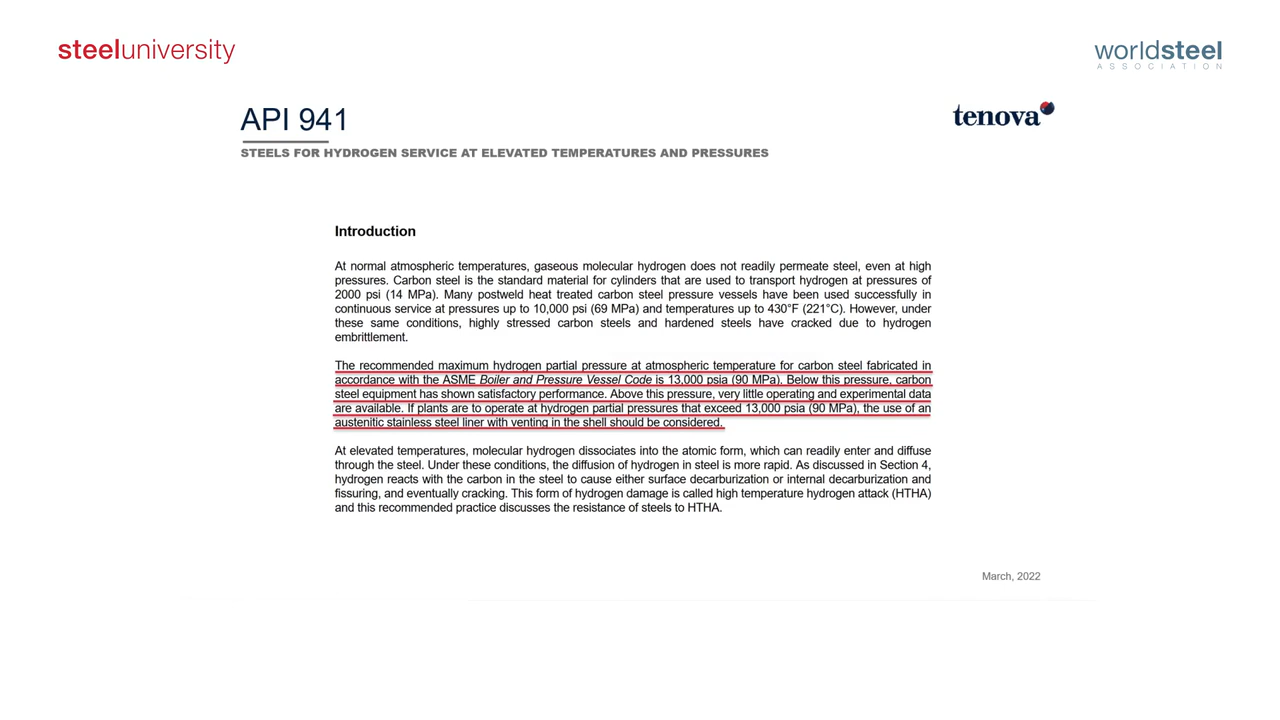 steeluniversity
worldsteel
ASSOCIATION
API 941
tenova
STEELS FOR HYDROGEN SERVICE AT ELEVATED TEMPERATURES AND PRESSURES
Introduction
At normal atmospheric temperatures, gaseous molecular hydrogen does not readily permeate steel, even at high
pressures. Carbon steel is the standard material for cylinders that are used to transport hydrogen at pressures of
2000 psi (14 MPa). Many postweld heat treated carbon steel pressure vessels have been used successfully in
continuous service at pressures up to 10,000 psi (69 MPa) and temperatures up to 430°F (221°C). However, under
these same conditions, highly stressed carbon steels and hardened steels have cracked due to hydrogen
embrittlement.
The recommended maximum hydrogen partial pressure at atmospheric temperature for carbon steel fabricated in
accordance with the ASME Boiler and Pressure Vessel Code is 13,000 psia (90 MPa). Below this pressure, carbon
steel equipment has shown satisfactory performance. Above this pressure, very little operating and experimental data
are available. If plants are to operate at hydrogen partial pressures that exceed 13,000 psia (90 MPa), the use of an
austenitic stainless steel liner with venting in the shell should be considered.
At elevated temperatures, molecular hydrogen dissociates into the atomic form, which can readily enter and diffuse
through the steel. Under these conditions, the diffusion of hydrogen in steel is more rapid. As discussed in Section 4,
hydrogen reacts with the carbon in the steel to cause either surface decarburization or internal decarburization and
fissuring, and eventually cracking. This form of hydrogen damage is called high temperature hydrogen attack (HTHA)
and this recommended practice discusses the resistance of steels to HTHA.
March, 2022